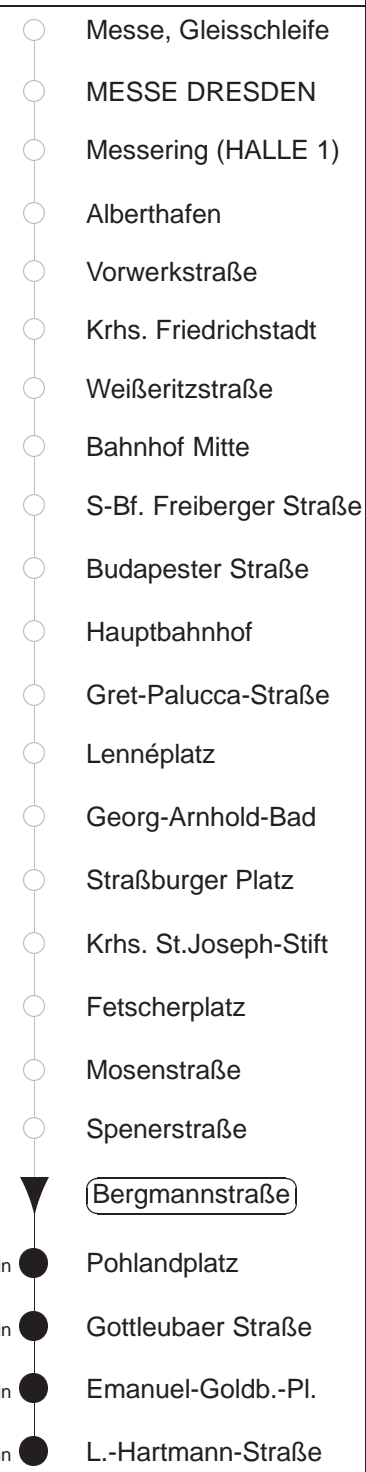 Messe, Gleisschleife
MESSE DRESDEN
Messering (HALLE 1)
Alberthafen
Vorwerkstraße
Krhs. Friedrichstadt
Weißeritzstraße
Bahnhof Mitte
S-Bf. Freiberger Straße
Budapester Straße
Hauptbahnhof
Gret-Palucca-Straße
Lennéplatz
Georg-Arnhold-Bad
Straßburger Platz
Krhs. St.Joseph-Stift
Fetscherplatz
Mosenstraße
Spenerstraße
Bergmannstraße
Pohlandplatz
Gottleubaer Straße
Emanuel-Goldb.-Pl.
L.-Hartmann-Straße